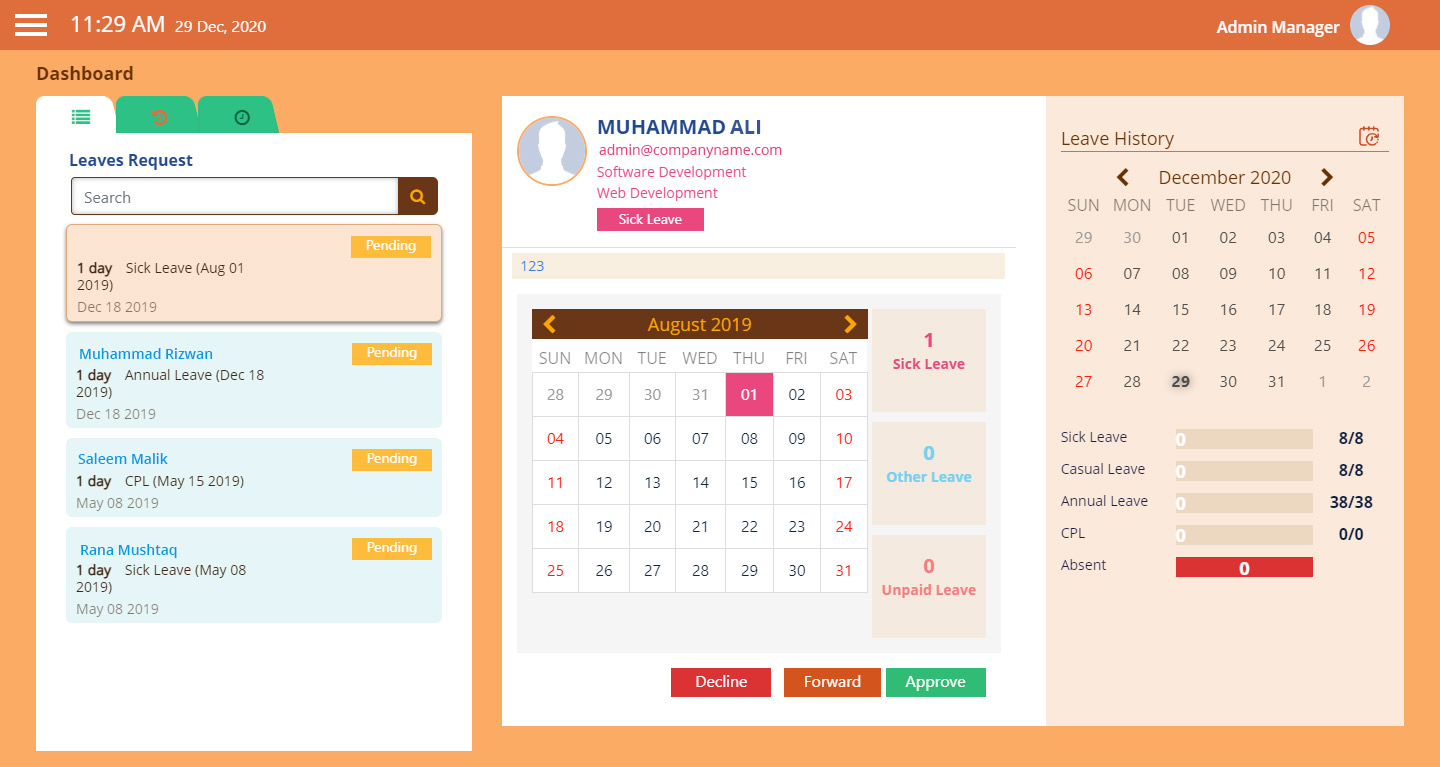 11:29 AM 29 Dec, 2020
Admin Manager
Dashboard
Leaves Request
Search
Pending
1 day Sick Leave (Aug 01
2019)
Dec 18 2019
Muhammad Rizwan
Pending
1 day Annual Leave (Dec 18
2019)
Dec 18 2019
Saleem Malik
Pending
1 day CPL (May 15 2019)
May 08 2019
Rana Mushtaq
Pending
1 day Sick Leave (May 08
2019)
May 08 2019
MUHAMMAD ALI
admin@companyname.com
Software Development
Web Development
Sick Leave
123
August 2019
SUN MON TUE WED THU FRI SAT
28 29 30 31 01 02 03
04 05 06 07 08 09 10
11 12 13 14 15 16 17
18 19 20 21 22 23 24
25 26 27 28 29 30 31
1
Sick Leave
0
Other Leave
0
Unpaid Leave
Decline
Forward
Approve
Leave History
December 2020
SUN MON TUE WED THU FRI SAT
29 30 01 02 03 04 05
06 07 08 09 10 11 12
13 14 15 16 17 18 19
20 21 22 23 24 25 26
27 28 29 30 31 1 2
Sick Leave 0 8/8
Casual Leave 0 8/8
Annual Leave 0 38/38
CPL 0 0/0
Absent 0